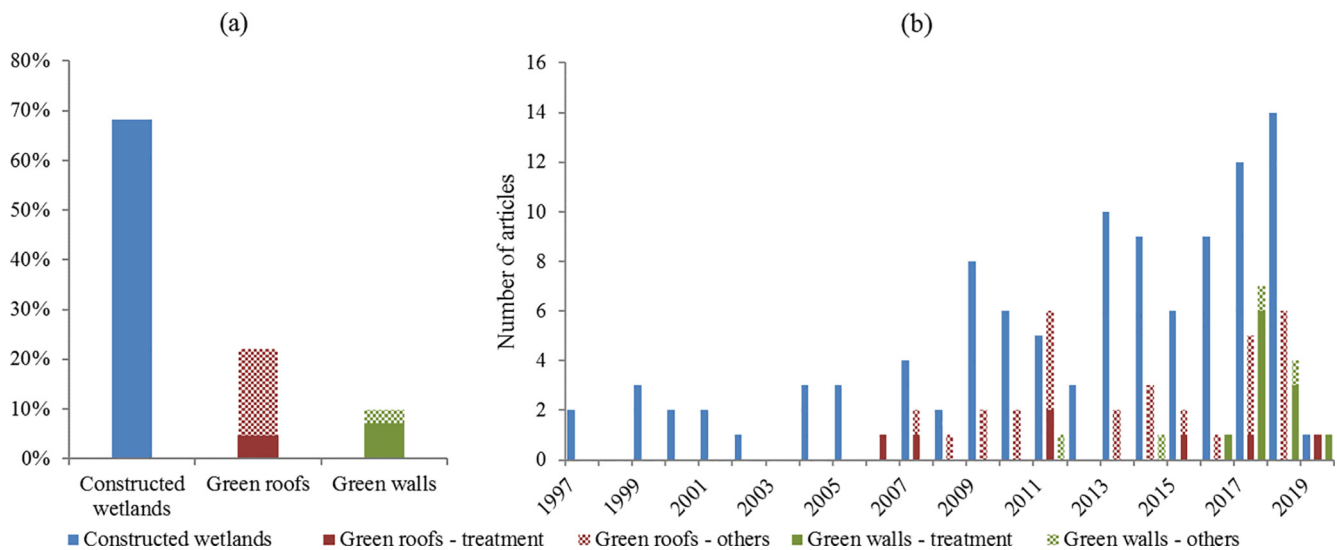 (a)
80%
70%
60%
50%
40%
30%
20%
10%
0%
Constructed
wetlands
Green roofs
Green walls
(b)
Number of articles
16
14
12
10
8
6
4
2
0
1997
1999
2001
2003
2005
2007
2009
2011
2013
2015
2017
2019
Constructed wetlands
Green roofs - treatment
Green roofs - others
Green walls - treatment
Green walls - others